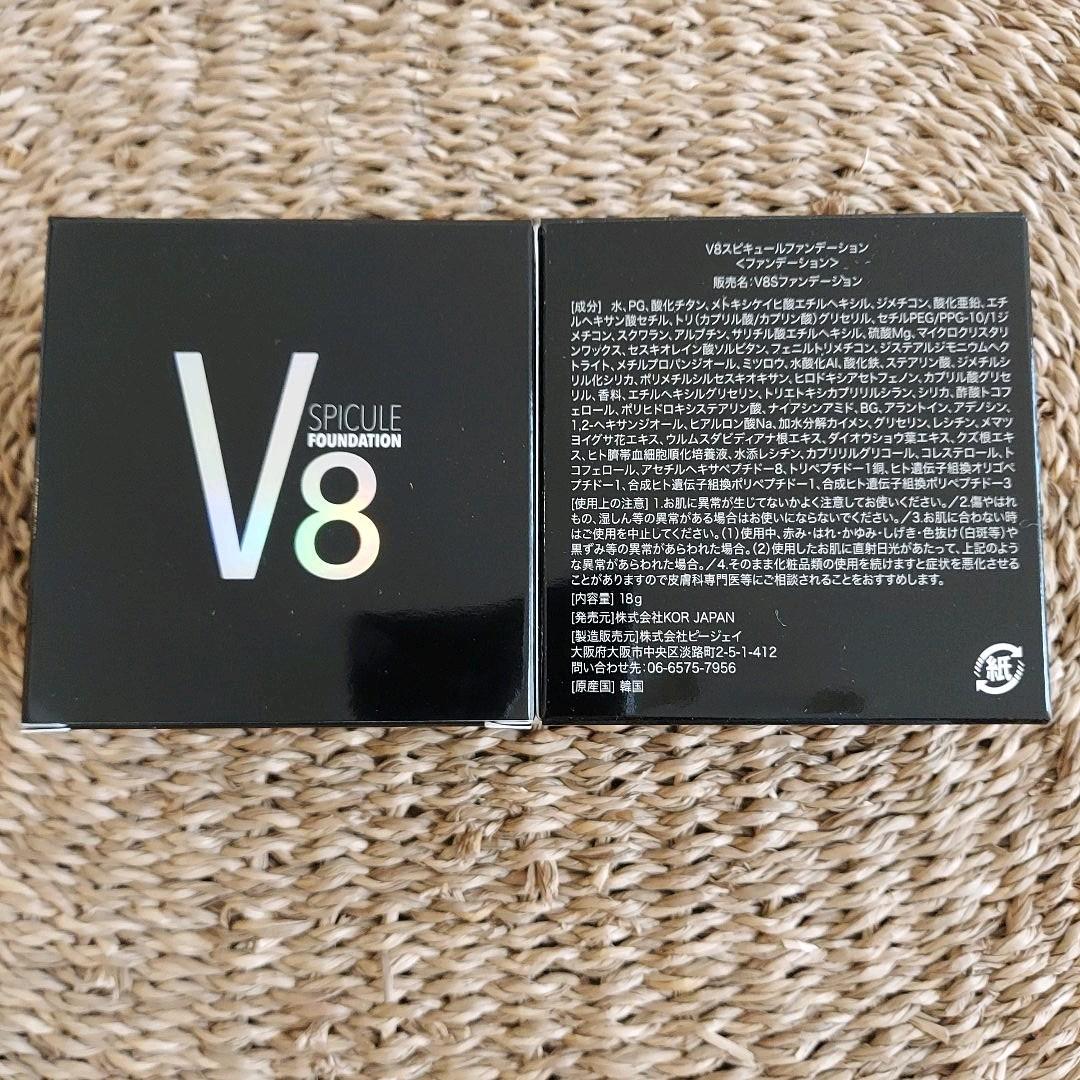 V8
SPICULE
FOUNDATION
V8スピキュールファンデーション
<ファンデーション>
販売名:V8Sファンデーション
[成分] 水、PG、酸化チタン、メトキシケイヒ酸エチルヘキシル、ジメチコン、酸化亜鉛、エチ
ルヘキサン酸セチル、トリ(カプリル酸/カプリン酸)グリセリル、セチルPEG/PPG-10/1ジ
メチコン、スクワラン、アルブチン、サリチル酸エチルヘキシル、硫酸Mg、マイクロクリスタリ
ンワックス、セスキオレイン酸ソルビタン、フェニルトリメチコン、ジステアルジモニウムヘクト
ライト、メチルプロパンジオール、ミツロウ、水酸化Al、酸化鉄、ステアリン酸、ジメチルシ
リル化シリカ、ポリメチルシルセスキオキサン、ヒロドキシアセトフェノン、カプリル酸グリセ
リル、香料、エチルヘキシルグリセリン、トリエトキシカプリリルシラン、シリカ、酢酸トコフ
ェロール、ポリヒドロキシステアリン酸、ナイアシンアミド、BG、アラントイン、アデノシン、
1,2-ヘキサンジオール、ヒアルロン酸Na、加水分解カイメン、グリセリン、レシチン、メマツ
ヨイグサ花エキス、ウルムスダビディアナ根エキス、ダイオウショウ葉エキス、クズ根エキ
ス、ヒト臍帯血細胞順化培養液、水添レシチン、カプリリルグリコール、コレステロール、ト
コフェロール、アセチルヘキサペプチドー8、トリペプチドー1銅、ヒト遺伝子組換オリゴペ
プチドー1、合成ヒト遺伝子組換ポリペプチドー1、合成ヒト遺伝子組換ポリペプチドー3
[使用上の注意] 1.お肌に異常が生じてないかよく注意してお使いください。/2.傷やはれ
もの、湿しん等の異常がある場合はお使いにならないでください。/3.お肌に合わない時
はご使用を中止してください。(1)使用中、赤み・はれ・かゆみ・しげき・色抜け(白斑等)や
黒ずみ等の異常があらわれた場合。(2)使用したお肌に直射日光があたって、上記のよう
な異常があらわれた場合。/4.そのまま化粧品類の使用を続けますと症状を悪化させる
ことがありますので皮膚科専門医等にご相談されることをおすすめします。
[内容量] 18g
[発売元]株式会社KOR JAPAN
[製造販売元]株式会社ピージェイ
大阪府大阪市中央区淡路町2-5-1-412
問い合わせ先:06-6575-7956
[原産国] 韓国
紙